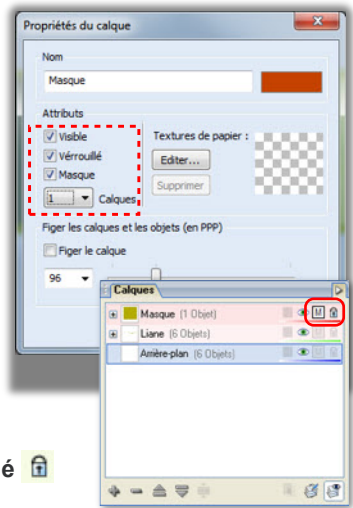 Propriétés du calque
Nom
Masque
Attributs
Visible
Vérrouillé
Masque
1 Calques
Textures de papier :
Editer...
Supprimer
Figer les calques et les objets (en PPP)
Figer le calque
96
Calques
Masque (1 Objet)
M
Liane (6 Objets)
Arrière-plan (6 Objets)
é